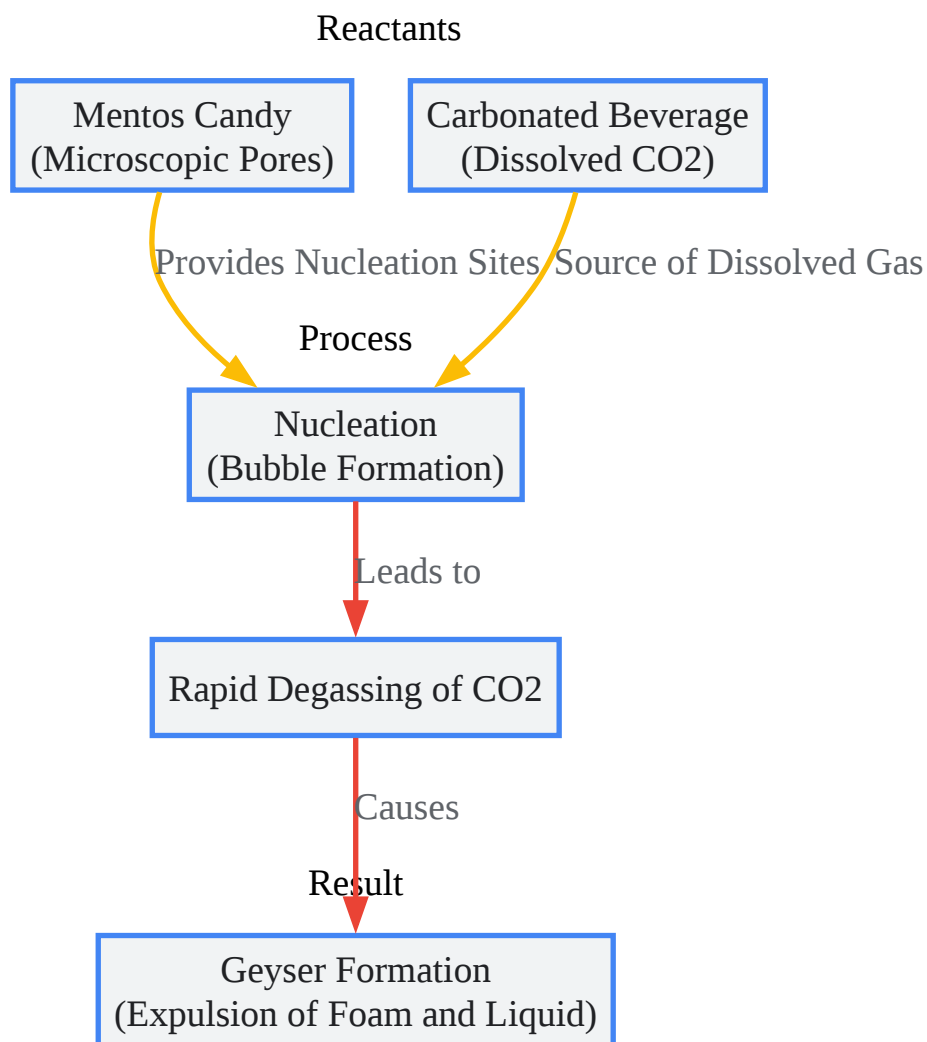 Reactants
Mentos Candy
(Microscopic Pores)
Carbonated Beverage
(Dissolved CO2)
Provides Nucleation Sites
Source of Dissolved Gas
Process
Nucleation
(Bubble Formation)
Leads to
Rapid Degassing of CO2
Causes
Result
Geyser Formation
(Expulsion of Foam and Liquid)